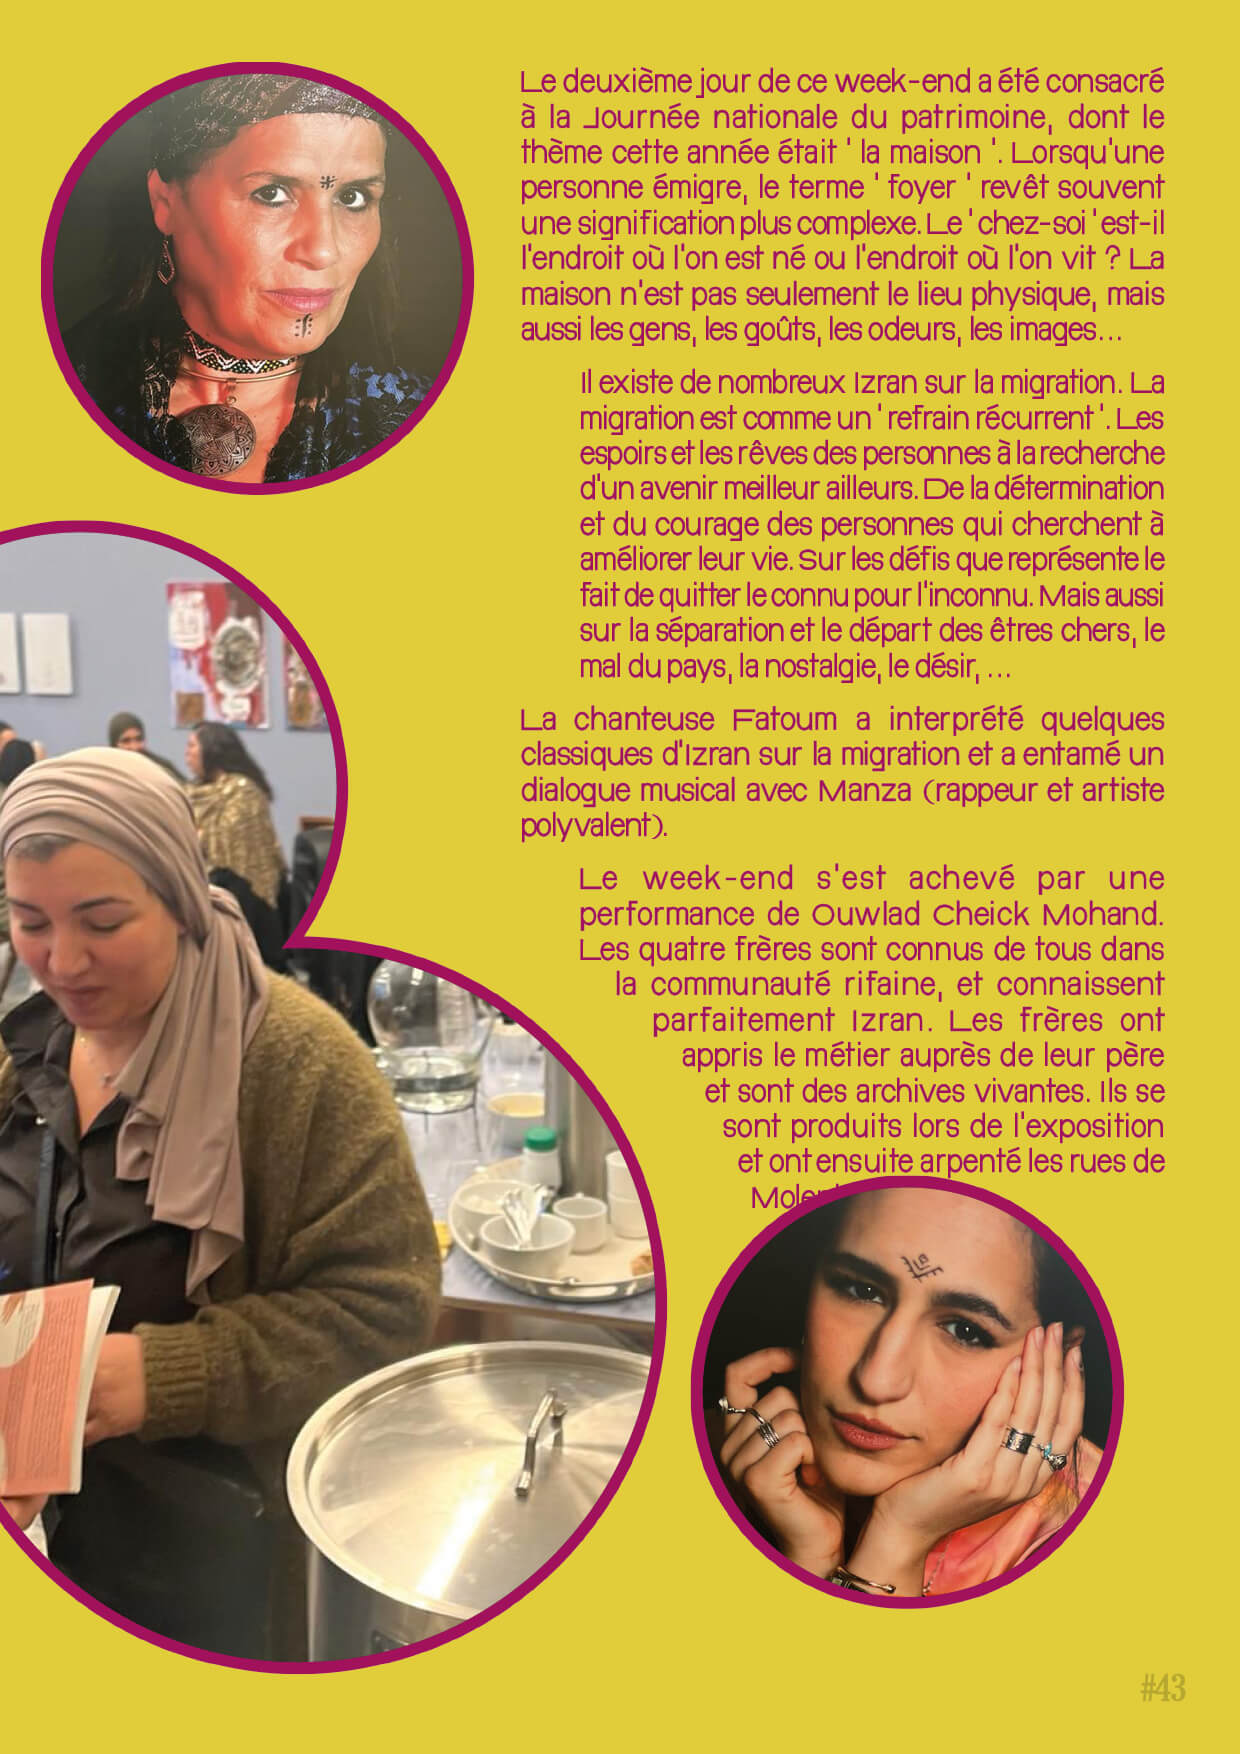 Le deuxième jour de ce week-end a été consacré
à la Journée nationale du patrimoine, dont le
thème cette année était ' la maison '. Lorsqu'une
personne émigre, le terme ' foyer ' revêt souvent
une signification plus complexe. Le ' chez-soi ' est-il
l'endroit où l'on est né ou l'endroit où l'on vit ? La
maison n'est pas seulement le lieu physique, mais
aussi les gens, les goûts, les odeurs, les images...
Il existe de nombreux Izran sur la migration. La
migration est comme un ' refrain récurrent '. Les
espoirs et les rêves des personnes à la recherche
d'un avenir meilleur ailleurs. De la détermination
et du courage des personnes qui cherchent à
améliorer leur vie. Sur les défis que représente le
fait de quitter le connu pour l'inconnu. Mais aussi
sur la séparation et le départ des êtres chers, le
mal du pays, la nostalgie, le désir, ...
La chanteuse Fatoum a interprété quelques
classiques d'Izran sur la migration et a entamé un
dialogue musical avec Manza (rappeur et artiste
polyvalent).
Le week-end s'est achevé par une
performance de Ouwlad Cheick Mohand.
Les quatre frères sont connus de tous dans
la communauté rifaine, et connaissent
parfaitement Izran. Les frères ont
appris le métier auprès de leur père
et sont des archives vivantes. Ils se
sont produits lors de l'exposition
et ont ensuite arpenté les rues de
#43